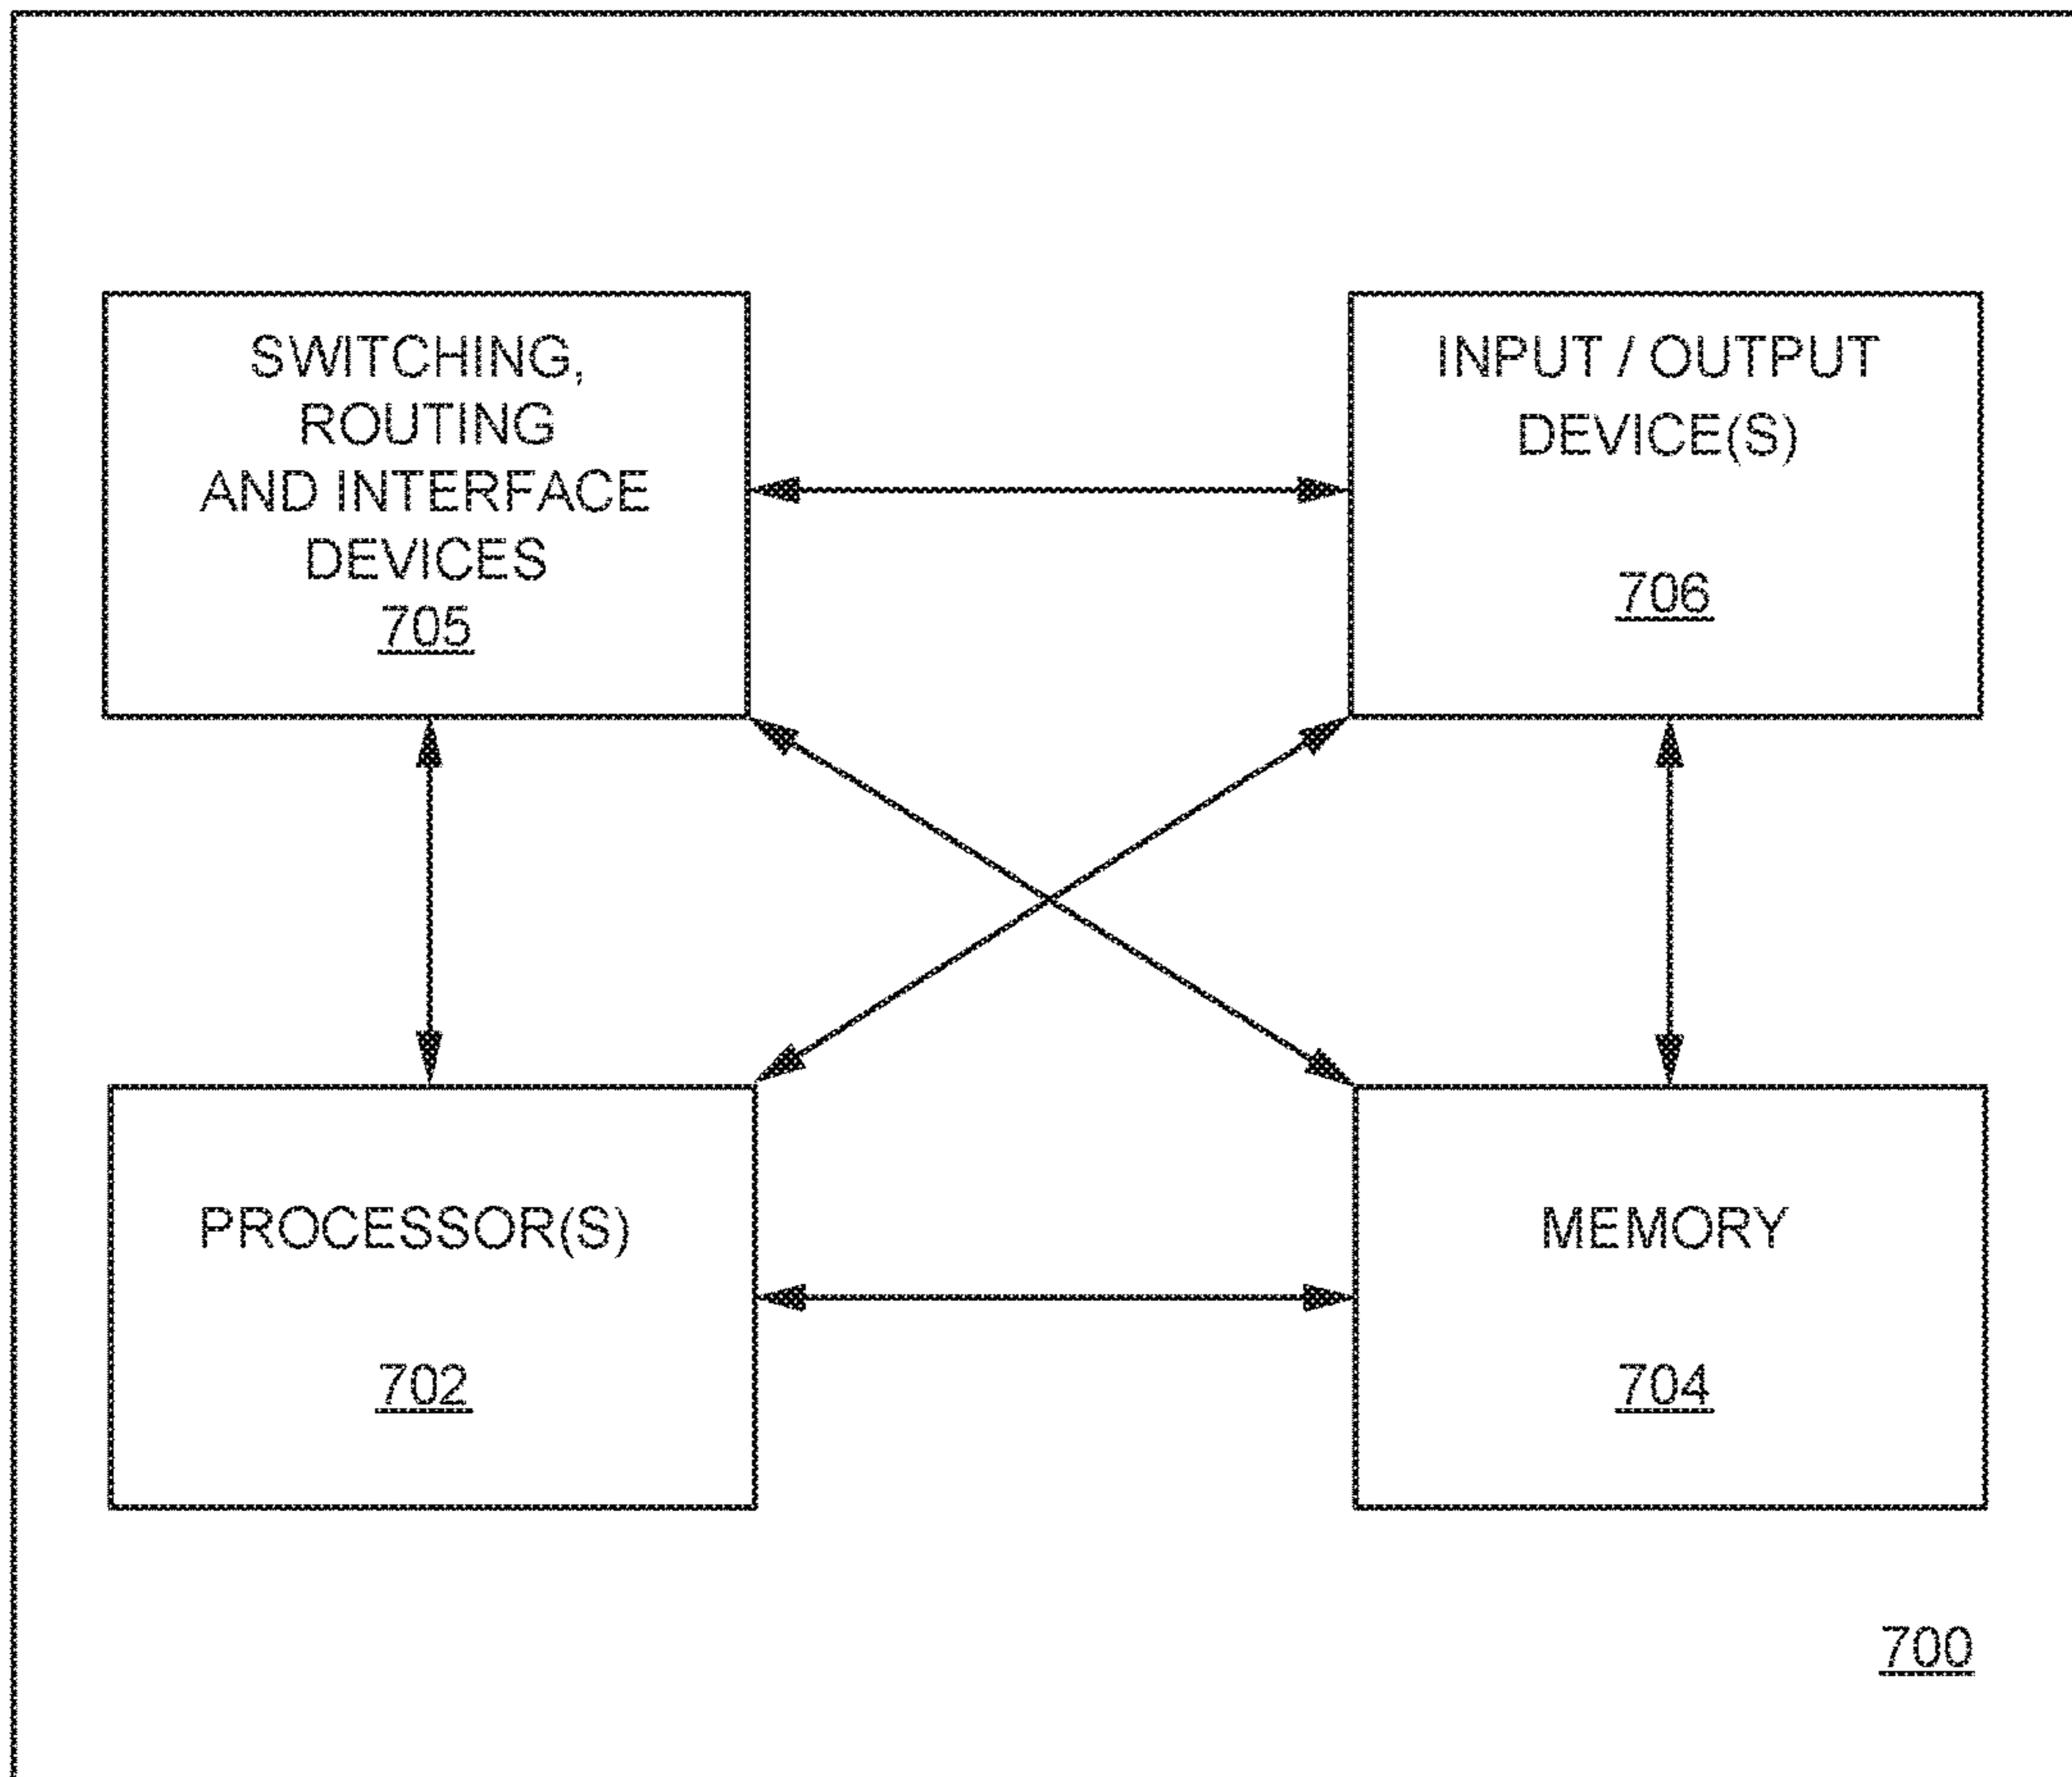 SWITCHING,
ROUTING
AND INTERFACE
DEVICES
705
INPUT / OUTPUT
DEVICE(S)
706
PROCESSOR(S)
702
MEMORY
704
700